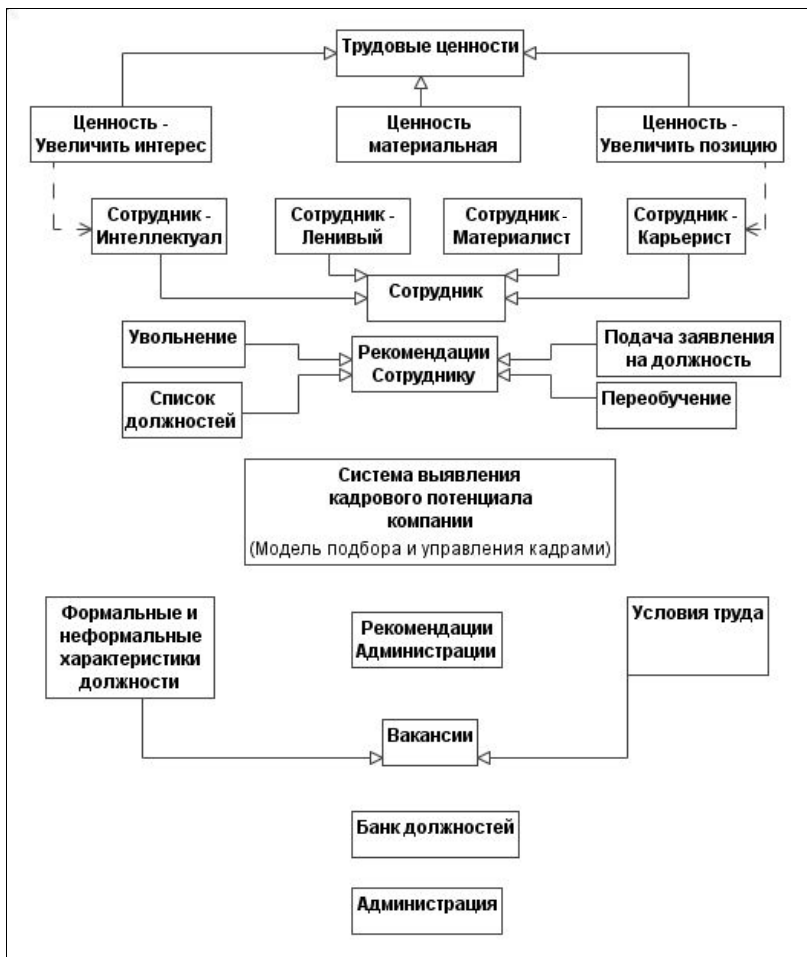 Трудовые ценности
Ценность -
Увеличить интерес
Ценность
материальная
Ценность -
Увеличить позицию
Сотрудник -
Интеллектуал
Сотрудник -
Ленивый
Сотрудник -
Материалист
Сотрудник -
Карьерист
Сотрудник
Увольнение
Рекомендации
Сотруднику
Подача заявления
на должность
Список
должностей
Переобучение
Система выявления
кадрового потенциала
компании
(Модель подбора и управления кадрами)
Формальные и
неформальные
характеристики
должности
Рекомендации
Администрации
Условия труда
Вакансии
Банк должностей
Администрация